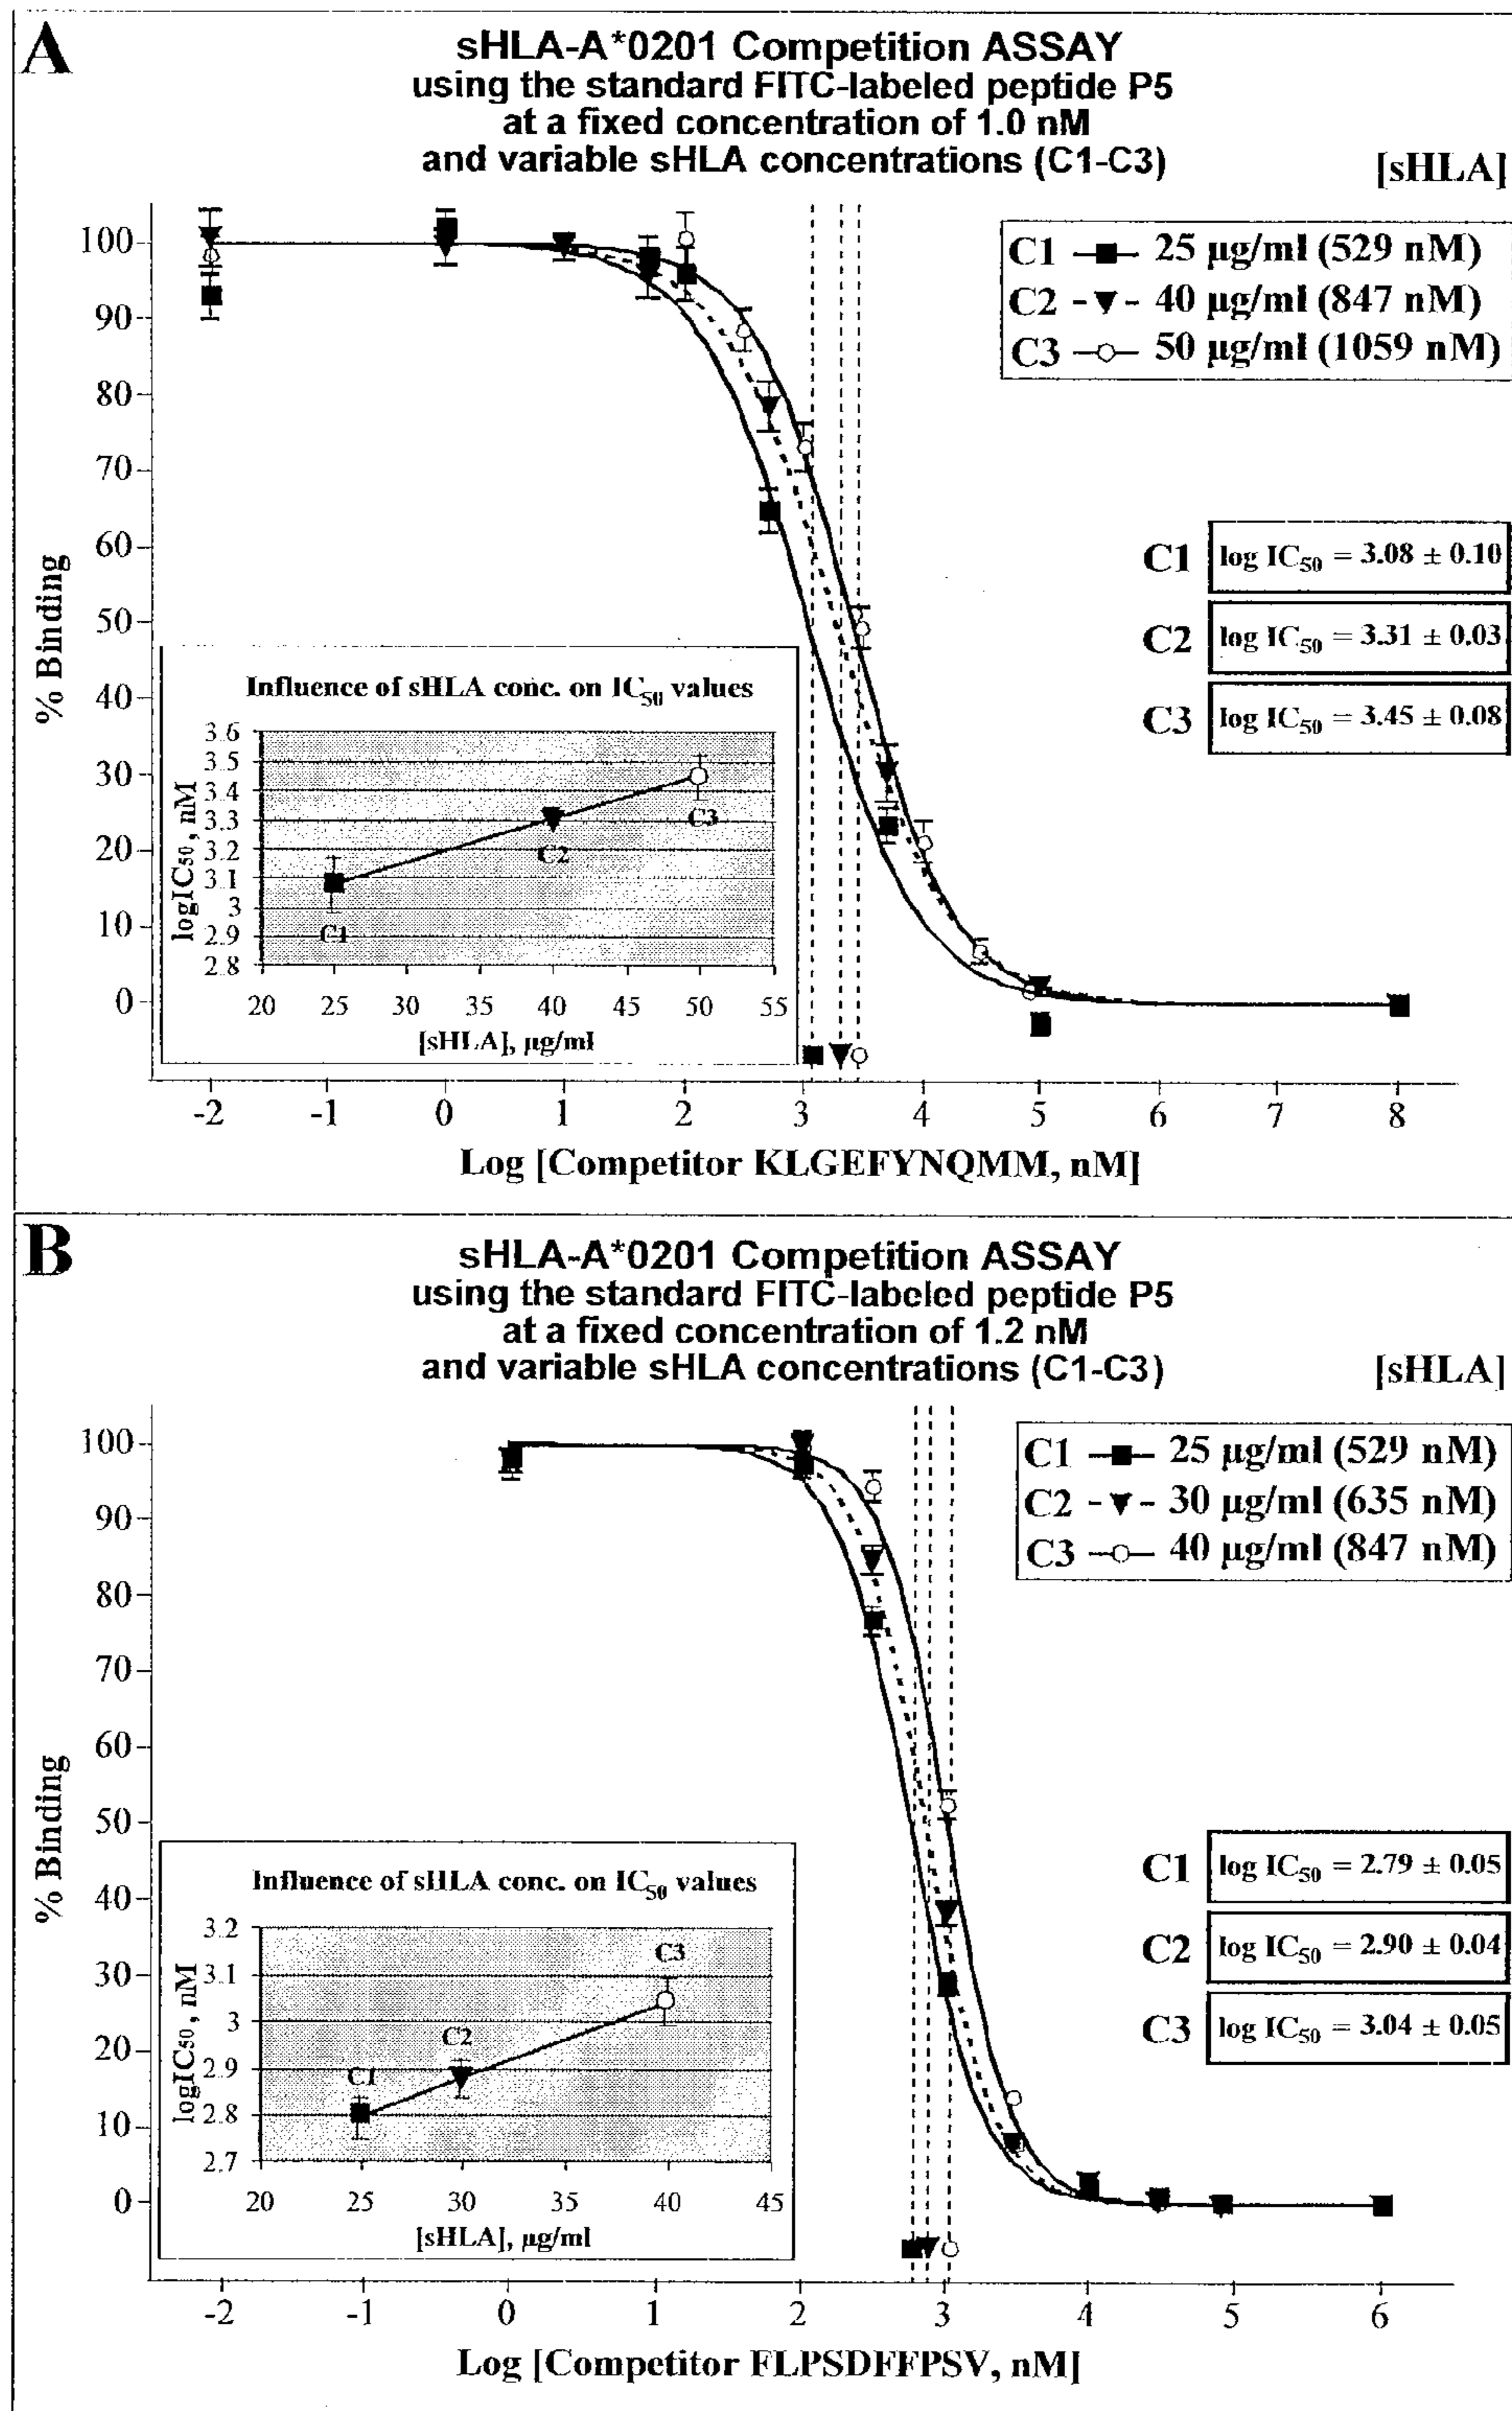 A
sHLA-A*0201 Competition ASSAY
using the standard FITC-labeled peptide P5
at a fixed concentration of 1.0 nM
and variable sHLA concentrations (C1-C3)
[sHLA]
C1 25 µg/ml (529 nM)
C2 40 µg/ml (847 nM)
C3 50 µg/ml (1059 nM)
100
90
80
70
60
50
40
30
20
10
0
% Binding
C1 log IC50 = 3.08 ± 0.10
C2 log IC50 = 3.31 ± 0.03
C3 log IC50 = 3.45 ± 0.08
Influence of sHLA conc. on IC50 values
3.6
3.5
3.4
3.3
3.2
3.1
3
2.9
2.8
logIC50, nM
C1
C2
C3
20 25 30 35 40 45 50 55
[sHLA], µg/ml
-2 -1 0 1 2 3 4 5 6 7 8
Log [Competitor KLGEFYNQMM, nM]
B
sHLA-A*0201 Competition ASSAY
using the standard FITC-labeled peptide P5
at a fixed concentration of 1.2 nM
and variable sHLA concentrations (C1-C3)
[sHLA]
C1 25 µg/ml (529 nM)
C2 30 µg/ml (635 nM)
C3 40 µg/ml (847 nM)
100
90
80
70
60
50
40
30
20
10
0
% Binding
C1 log IC50 = 2.79 ± 0.05
C2 log IC50 = 2.90 ± 0.04
C3 log IC50 = 3.04 ± 0.05
Influence of sHLA conc. on IC50 values
3.2
3.1
3
2.9
2.8
2.7
logIC50, nM
C1
C2
C3
20 25 30 35 40 45
[sHLA], µg/ml
-2 -1 0 1 2 3 4 5 6
Log [Competitor FLPSDFFPSV, nM]